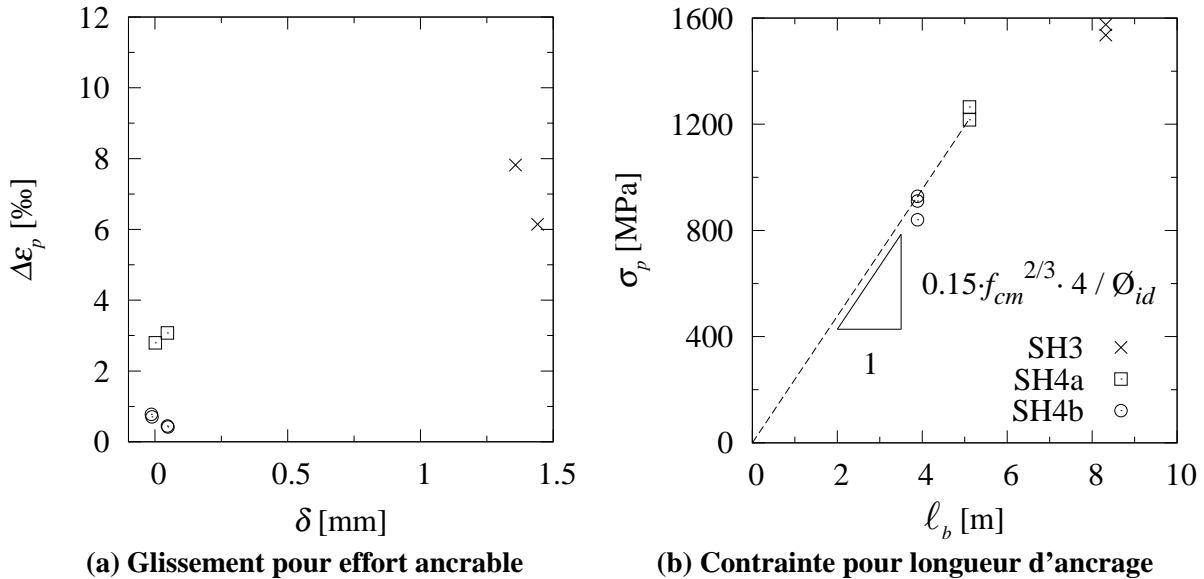 12
10
8
6
4
2
0
Δε_p [‰]
0
0.5
1
1.5
δ [mm]
(a) Glissement pour effort ancrable
1600
1200
800
400
0
σ_p [MPa]
0.15·f_cm^2/3 · 4 / Ø_id
1
SH3
SH4a
SH4b
0
2
4
6
8
10
ℓ_b [m]
(b) Contrainte pour longueur d’ancrage